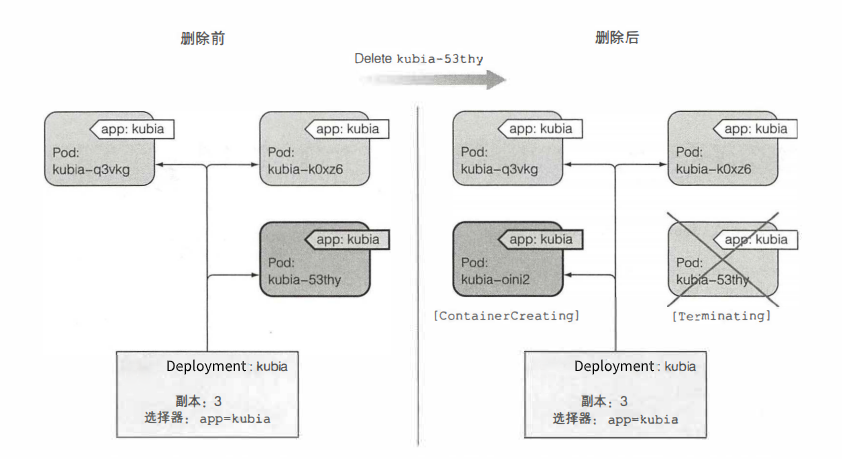 删除前
删除后
Delete kubia-53thy
app: kubia
Pod:
kubia-q3vkg
app: kubia
Pod:
kubia-k0xz6
app: kubia
Pod:
kubia-53thy
Deployment: kubia
副本: 3
选择器: app=kubia
app: kubia
Pod:
kubia-q3vkg
app: kubia
Pod:
kubia-k0xz6
app: kubia
Pod:
kubia-oini2
[ContainerCreating]
app: kubia
Pod:
kubia-53thy
[Terminating]
Deployment: kubia
副本: 3
选择器: app=kubia